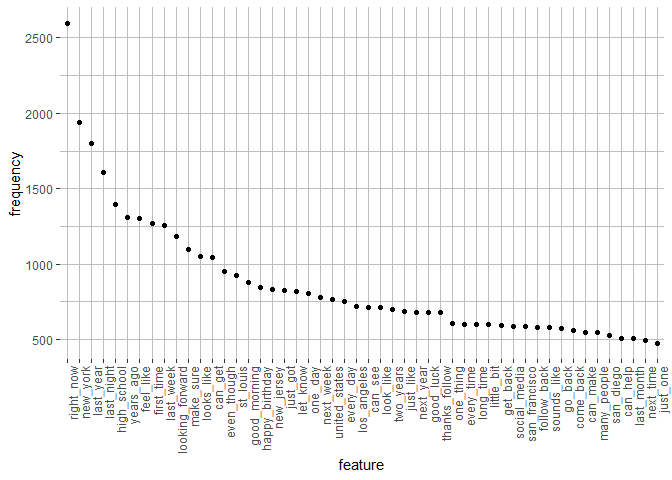 2500
2000
1500
1000
500
frequency
right_now
new_york
last_year
last_night
high_school
years_ago
feel_like
first_time
last_week
looking_forward
make_sure
looks_like
can_get
even_though
st_louis
good_morning
happy_birthday
new_jersey
just_got
let_know
one_day
next_week
united_states
every_day
los_angeles
can_see
look_like
two_years
just_like
next_year
good_luck
thanks_follow
one_thing
every_time
long_time
little_bit
get_back
social_media
san_francisco
follow_back
sounds_like
go_back
come_back
can_make
many_people
san_diego
can_help
last_month
next_time
just_one
feature